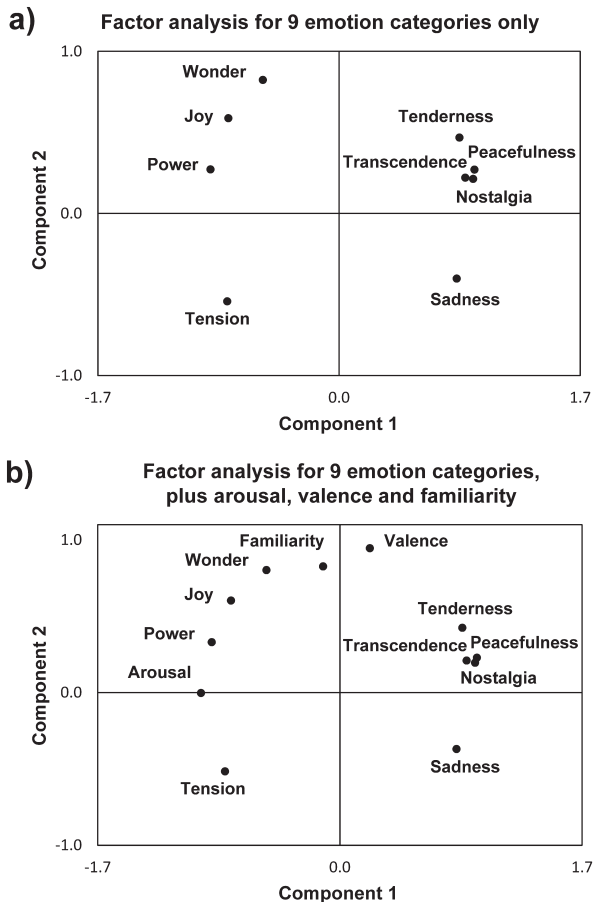 a)
Factor analysis for 9 emotion categories only
1.0
Wonder
Joy
Tenderness
Power
Transcendence
Peacefulness
Nostalgia
Component 2
0.0
Sadness
Tension
-1.0
-1.7
0.0
1.7
Component 1
b)
Factor analysis for 9 emotion categories,
plus arousal, valence and familiarity
1.0
Familiarity
Valence
Wonder
Joy
Tenderness
Power
Transcendence
Peacefulness
Arousal
Nostalgia
Component 2
0.0
Sadness
Tension
-1.0
-1.7
0.0
1.7
Component 1